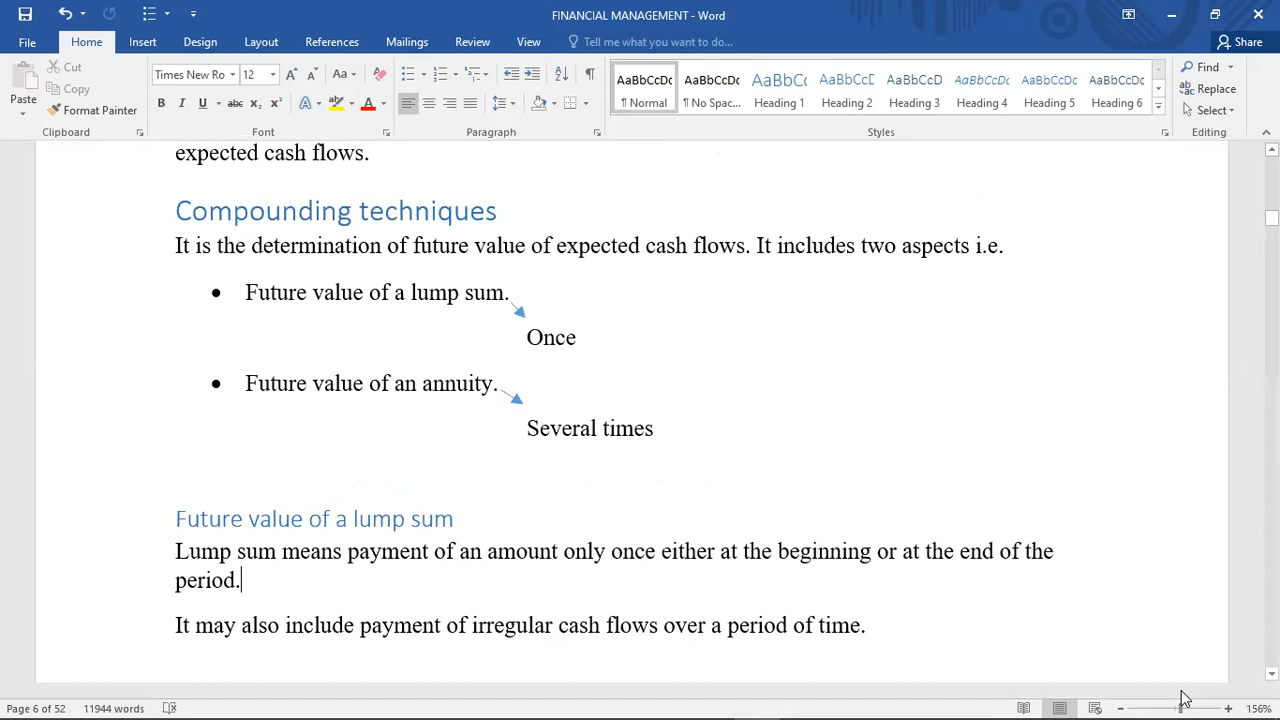 FINANCIAL MANAGEMENT - Word
File Home Insert Design Layout References Mailings Review View Tell me what you want to do... Share
Paste Cut Copy Format Painter
Times New Ro 12
AaBbCcDc AaBbCcDc AaBbCc AaBbCcD AaBbCcD AaBbCcD AaBbCcD AaBbCcD
¶ Normal ¶ No Spac... Heading 1 Heading 2 Heading 3 Heading 4 Heading 5 Heading 6
Find Replace Select
Clipboard Font Paragraph Styles Editing
expected cash flows.
Compounding techniques
It is the determination of future value of expected cash flows. It includes two aspects i.e.
• Future value of a lump sum.
Once
• Future value of an annuity.
Several times
Future value of a lump sum
Lump sum means payment of an amount only once either at the beginning or at the end of the
period.
It may also include payment of irregular cash flows over a period of time.
Page 6 of 52 11944 words 156%